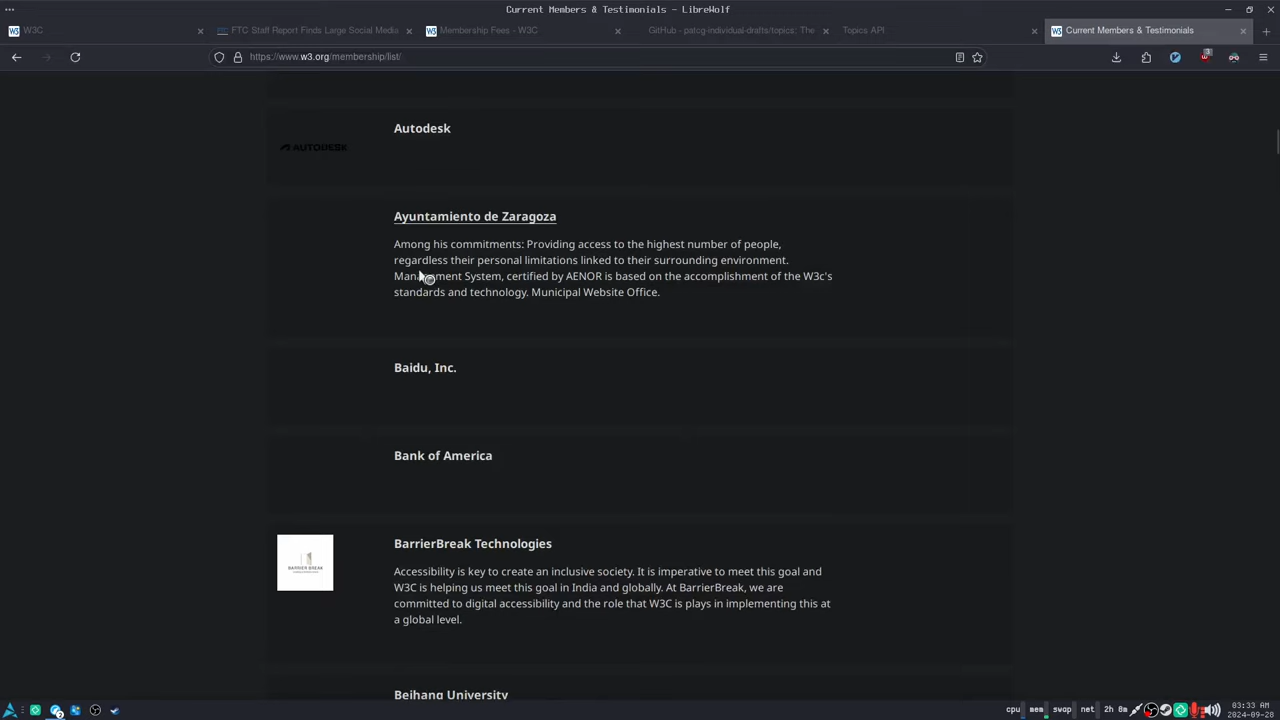 Current Members & Testimonials – LibreWolf
W3C
FTC Staff Report Finds Large Social Media
Membership Fees - W3C
GitHub - patcg-individual-drafts/topics: The
Topics API
Current Members & Testimonials
https://www.w3.org/membership/list/
3
Autodesk
AUTODESK
Ayuntamiento de Zaragoza
Among his commitments: Providing access to the highest number of people,
regardless their personal limitations linked to their surrounding environment.
Management System, certified by AENOR is based on the accomplishment of the W3c's
standards and technology. Municipal Website Office.
Baidu, Inc.
Bank of America
BARRIER BREAK
BarrierBreak Technologies
Accessibility is key to create an inclusive society. It is imperative to meet this goal and
W3C is helping us meet this goal in India and globally. At BarrierBreak, we are
committed to digital accessibility and the role that W3C is plays in implementing this at
a global level.
Beihang University
cpu mem swap net 2h 0m
03:33 AM
2024-09-28